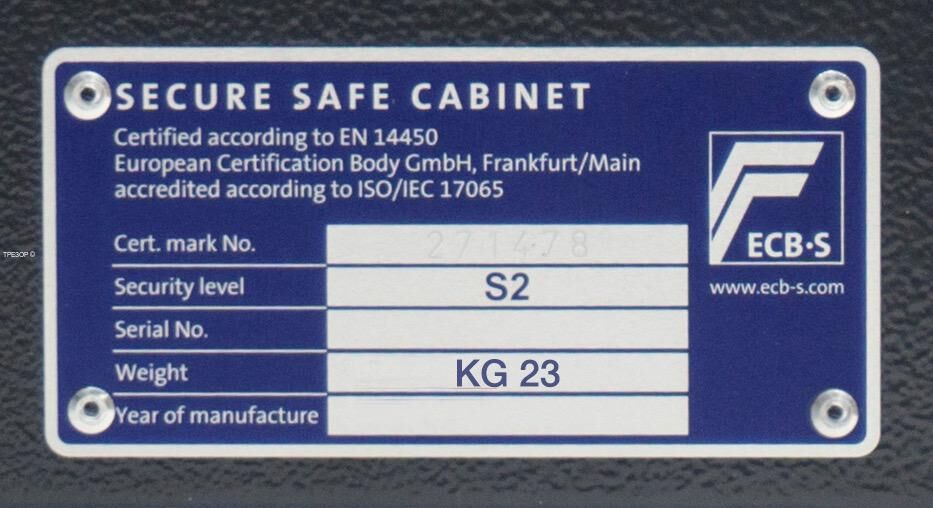 SECURE SAFE CABINET
Certified according to EN 14450
European Certification Body GmbH, Frankfurt/Main
accredited according to ISO/IEC 17065
ECB·S
www.ecb-s.com
Cert. mark No. 271478
Security level S2
Serial No.
Weight KG 23
Year of manufacture
ТРЕЗОР ©